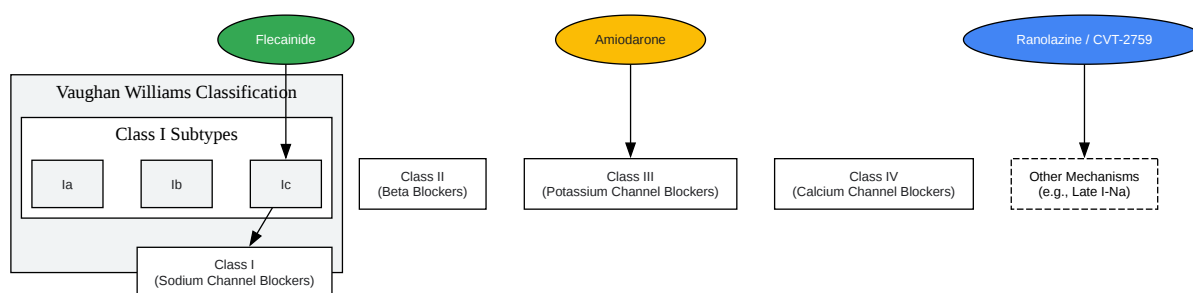 Flecainide
Amiodarone
Ranolazine / CVT-2759
Vaughan Williams Classification
Class I Subtypes
Ia
Ib
Ic
Class II
(Beta Blockers)
Class III
(Potassium Channel Blockers)
Class IV
(Calcium Channel Blockers)
Other Mechanisms
(e.g., Late I-Na)
Class I
(Sodium Channel Blockers)